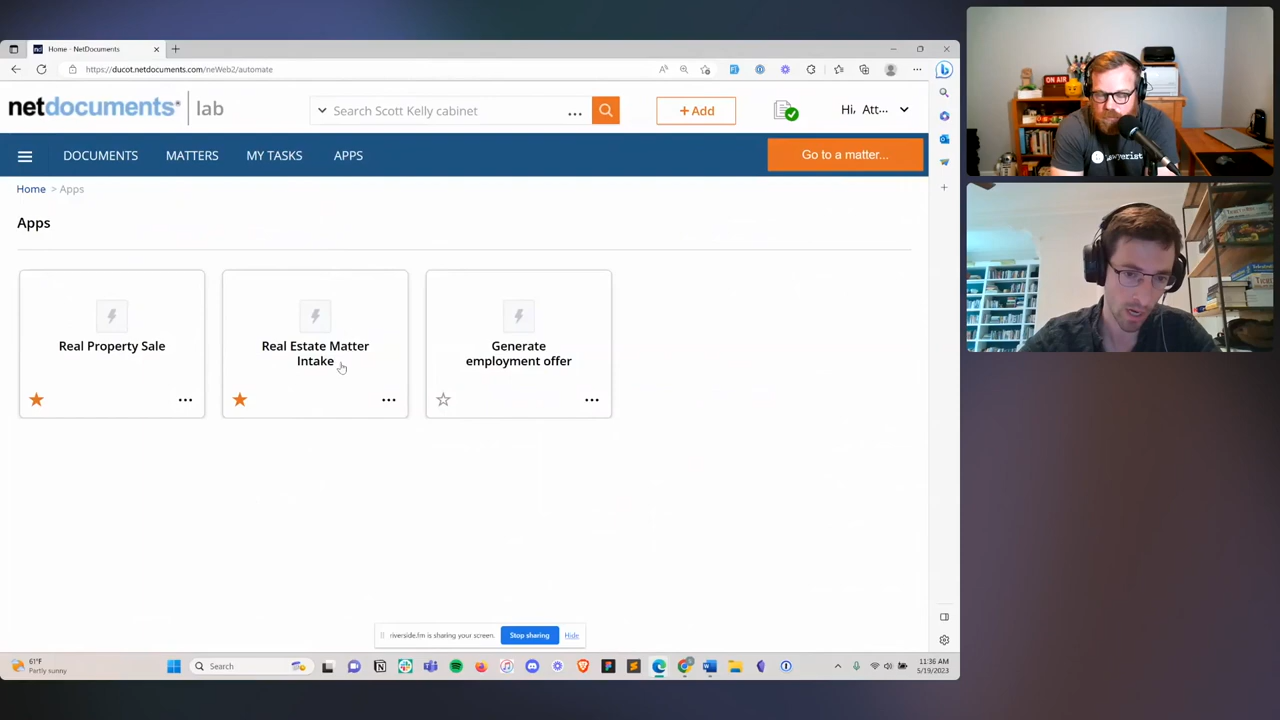 Home - NetDocuments
https://ducot.netdocuments.com/neWeb2/automate
netdocuments® lab
Search Scott Kelly cabinet
+ Add
Hi, Att...
DOCUMENTS
MATTERS
MY TASKS
APPS
Go to a matter...
Home > Apps
Apps
Real Property Sale
Real Estate Matter
Intake
Generate
employment offer
riverside.fm is sharing your screen.
Stop sharing
Hide
61°F
Partly sunny
Search
11:36 AM
5/19/2023
ON AIR
Lawyerist